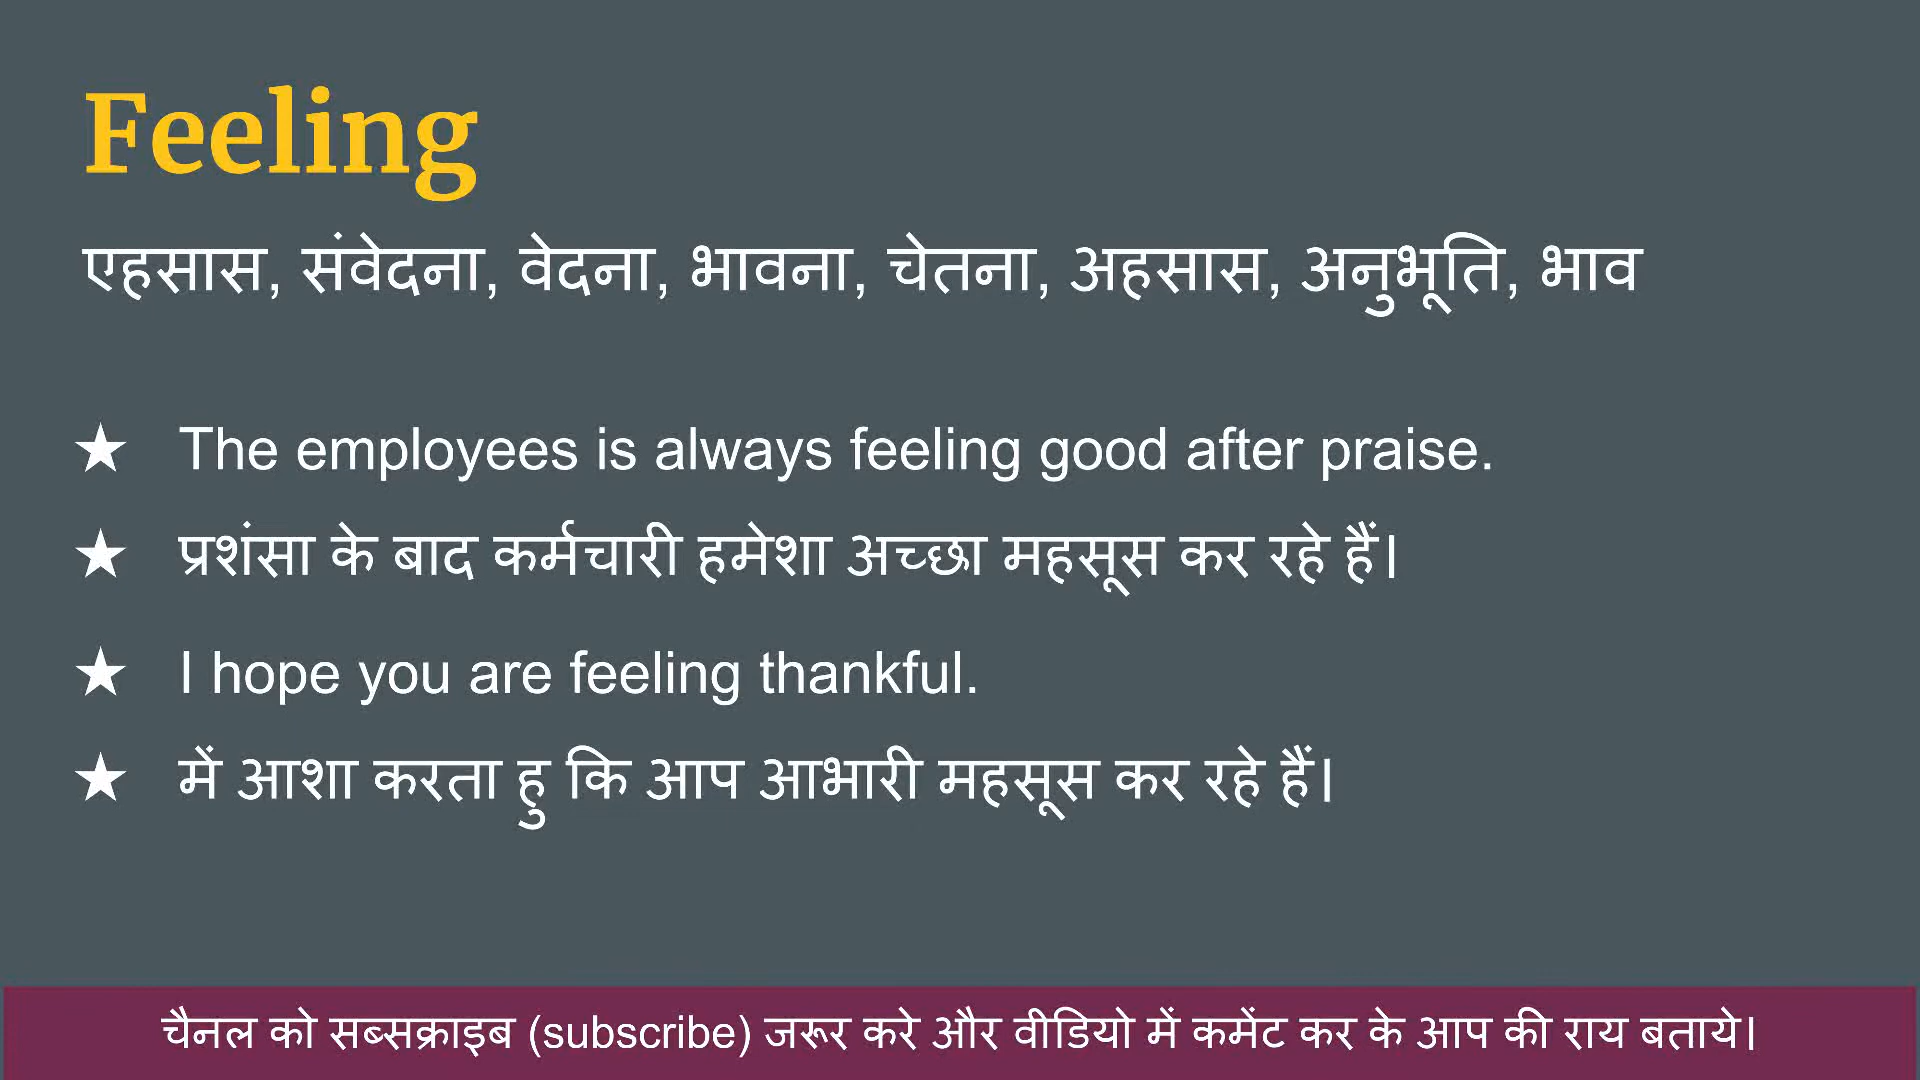 Feeling
एहसास, संवेदना, वेदना, भावना, चेतना, अहसास, अनुभूति, भाव
★ The employees is always feeling good after praise.
★ प्रशंसा के बाद कर्मचारी हमेशा अच्छा महसूस कर रहे हैं।
★ I hope you are feeling thankful.
★ में आशा करता हु कि आप आभारी महसूस कर रहे हैं।
चैनल को सब्सक्राइब (subscribe) जरूर करे और वीडियो में कमेंट कर के आप की राय बताये।